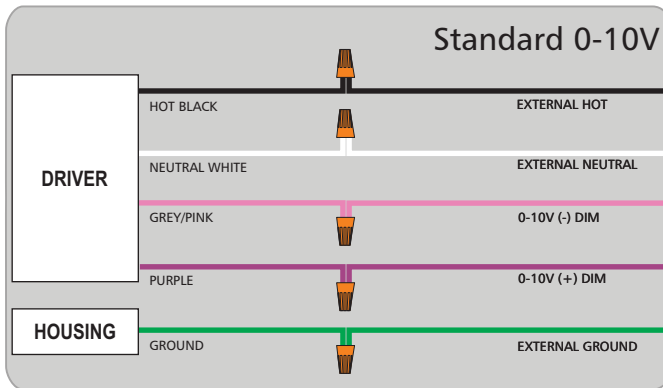 Standard 0-10V
HOT BLACK EXTERNAL HOT
DRIVER
NEUTRAL WHITE EXTERNAL NEUTRAL
GREY/PINK 0-10V (-) DIM
PURPLE 0-10V (+) DIM
HOUSING
GROUND EXTERNAL GROUND